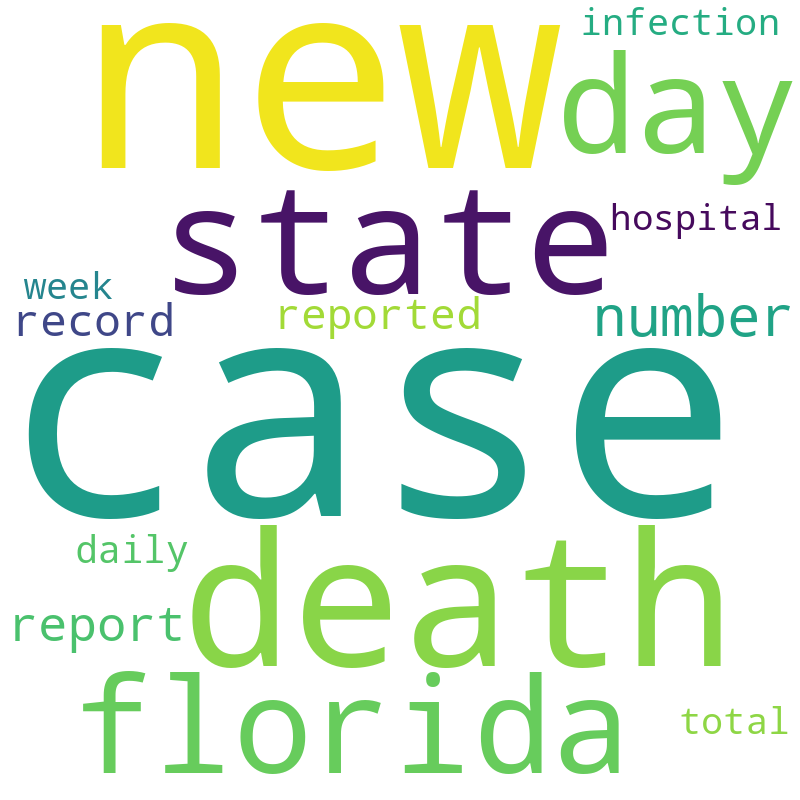 infection
new day
state hospital
week
record reported number
case
daily
death
report
florida total